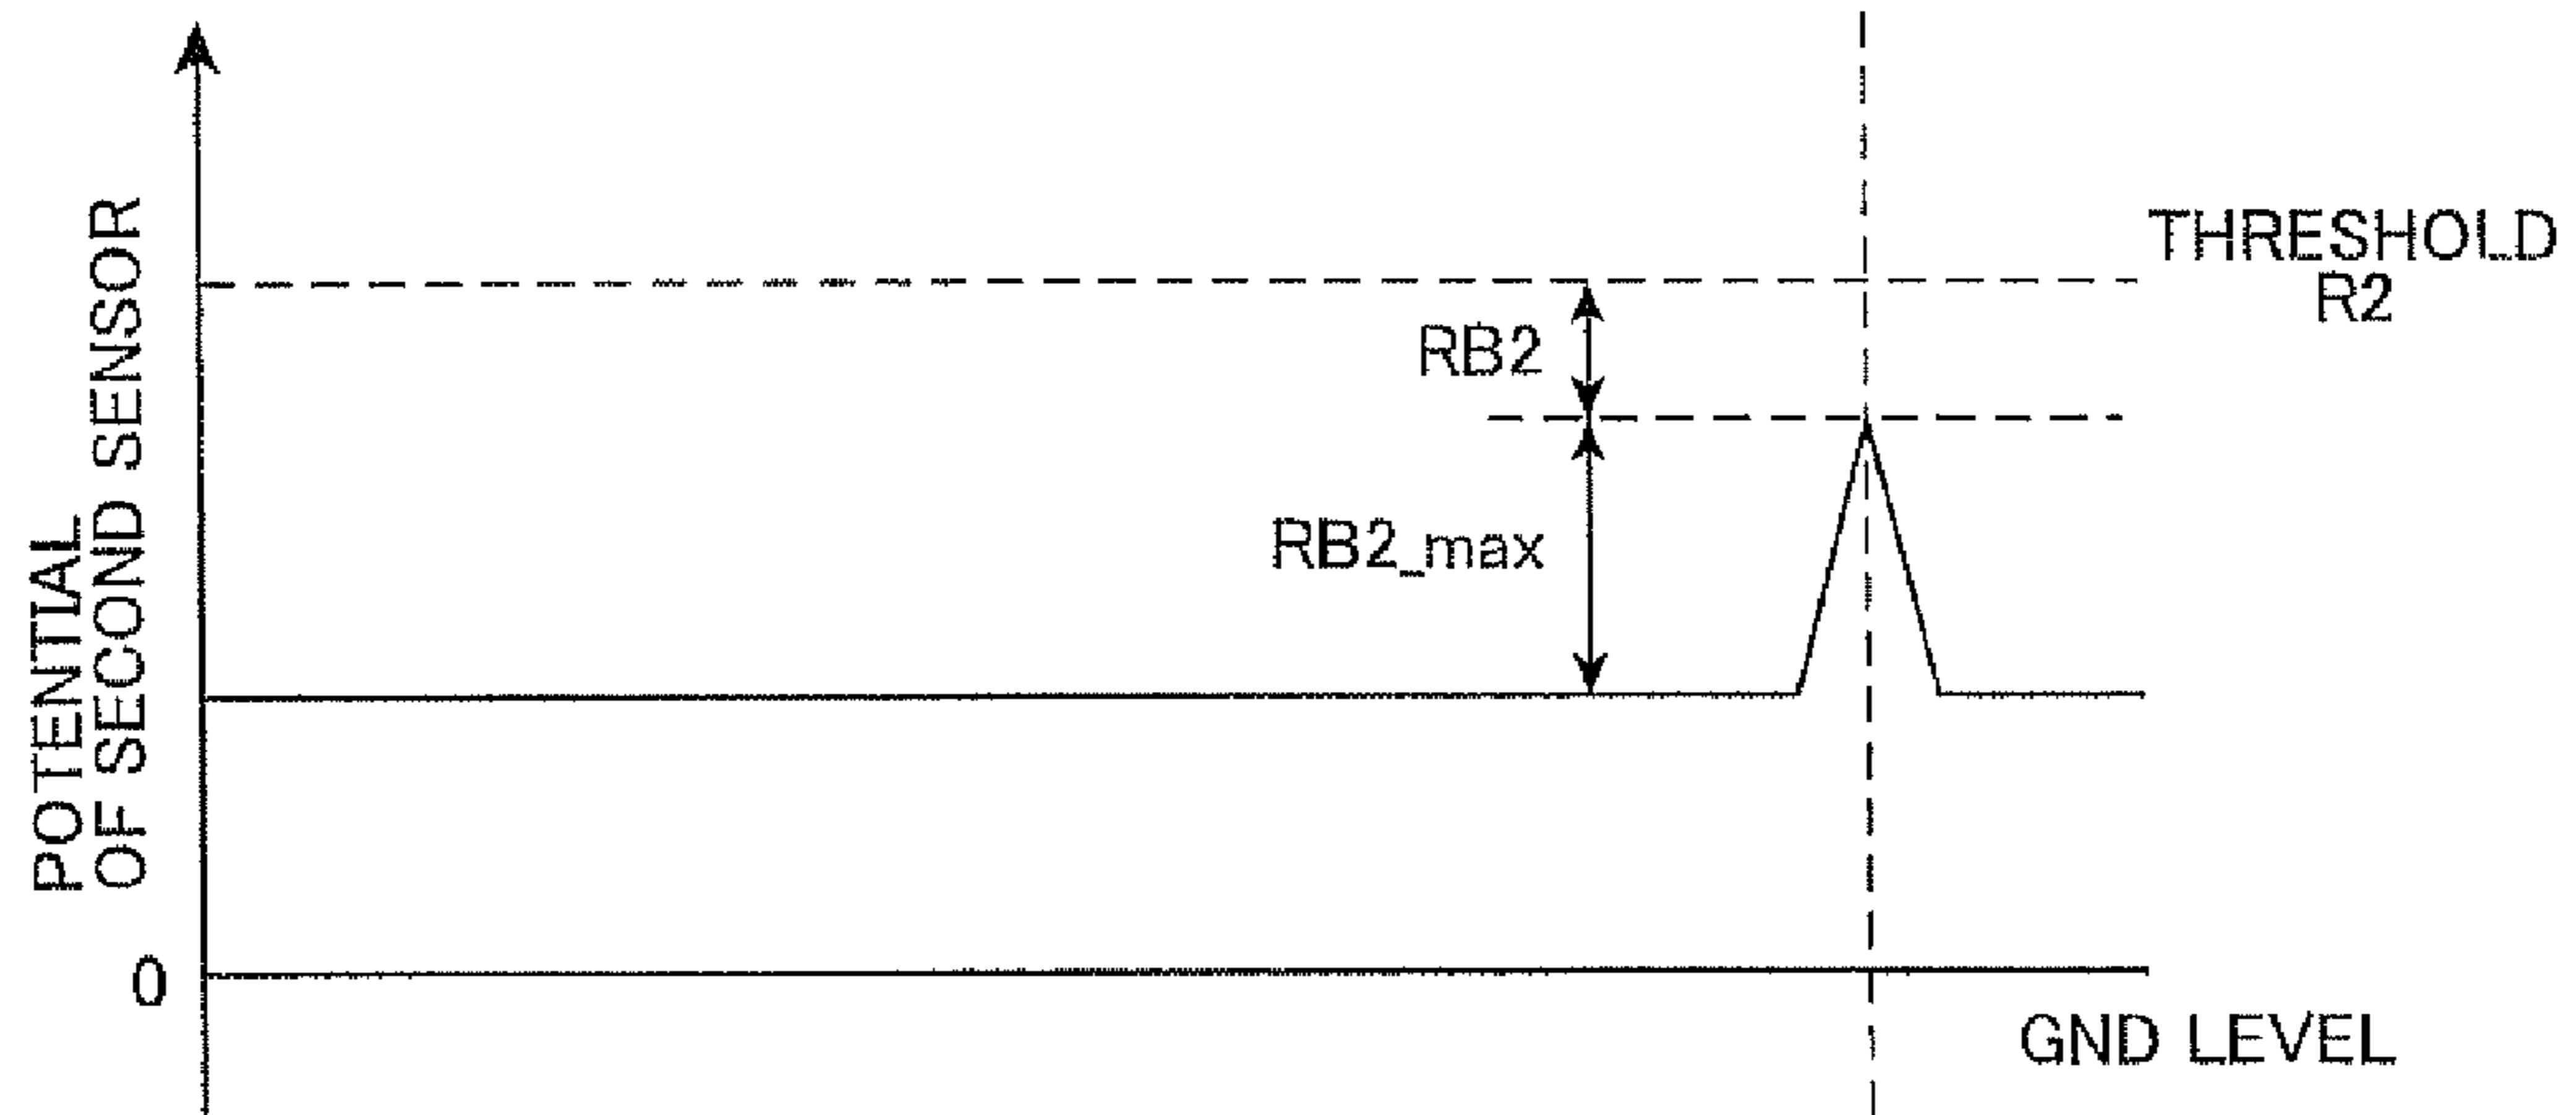 POTENTIAL
OF SECOND SENSOR
THRESHOLD
R2
RB2
RB2_max
0
GND LEVEL